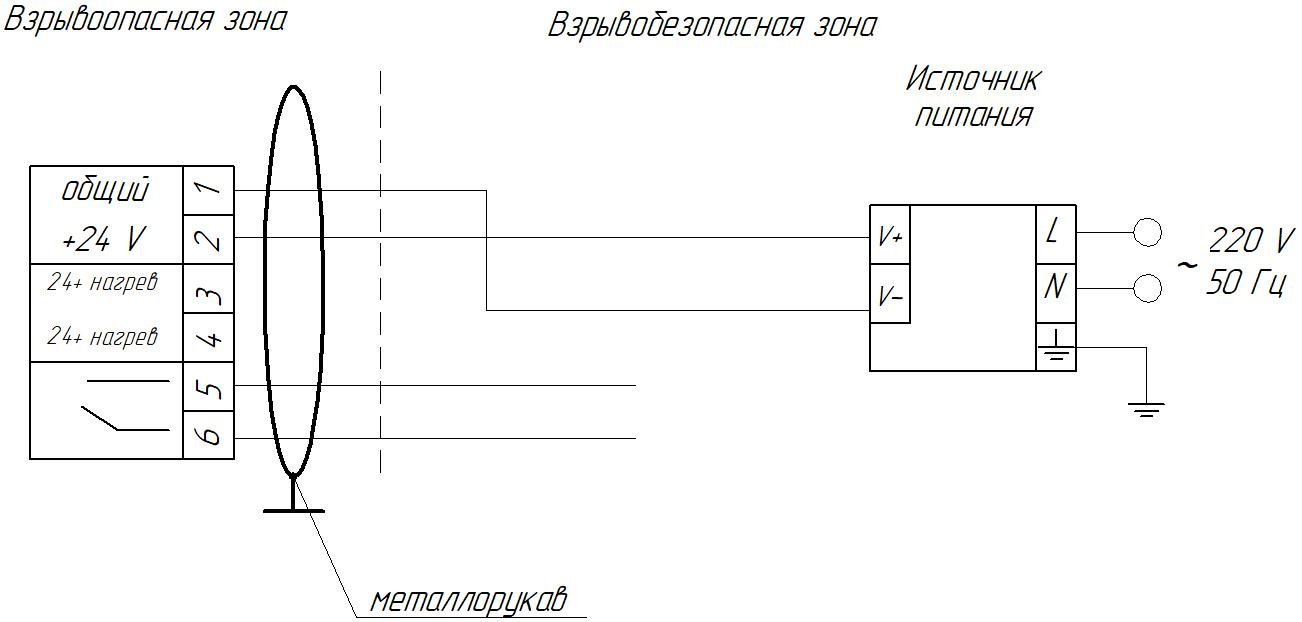 Взрывоопасная зона
Взрывобезопасная зона
Источник
питания
общий 1
+24 V 2
24+ нагрев 3
24+ нагрев 4
5
6
V+
V-
L
N
~ 220 V
50 Гц
металлорукав